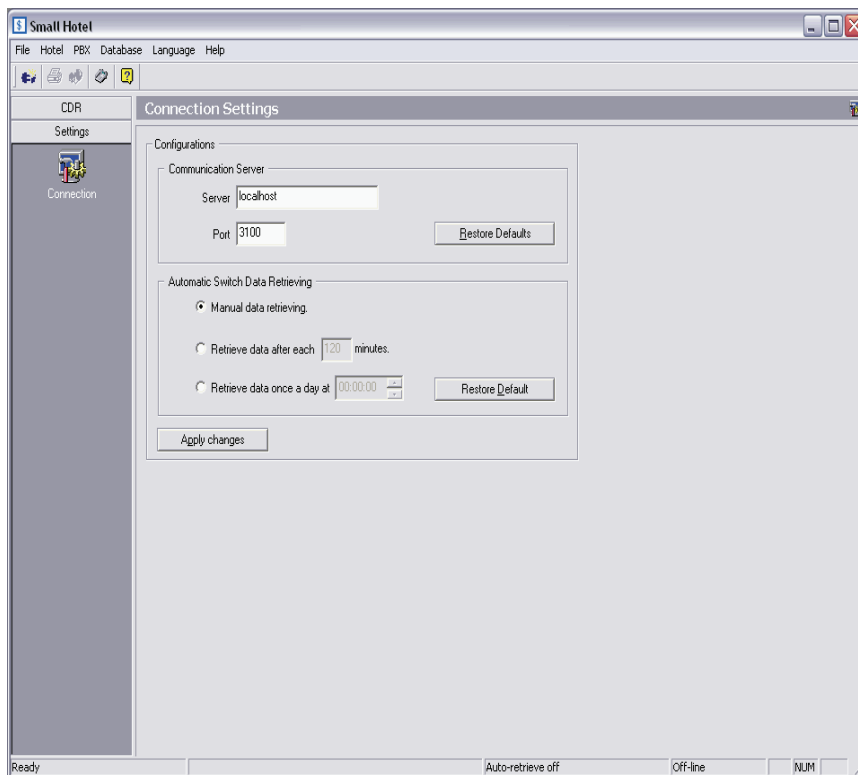 Small Hotel
File Hotel PBX Database Language Help
CDR
Settings
Connection
Connection Settings
Configurations
Communication Server
Server localhost
Port 3100
Restore Defaults
Automatic Switch Data Retrieving
Manual data retrieving.
Retrieve data after each 120 minutes.
Retrieve data once a day at 00:00:00
Restore Default
Apply changes
Ready Auto-retrieve off Off-line NUM